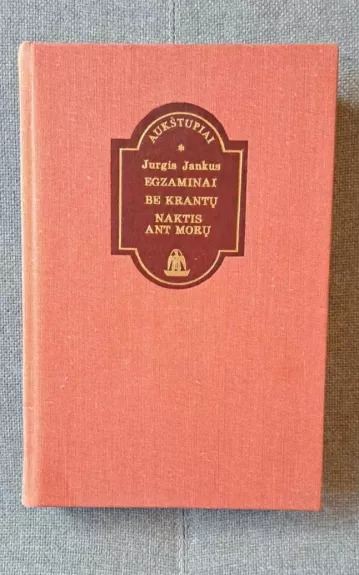 AUKŠTUPIAI
*
Jurgis Jankus
EGZAMINAI
BE KRANTŲ
NAKTIS
ANT MORŲ